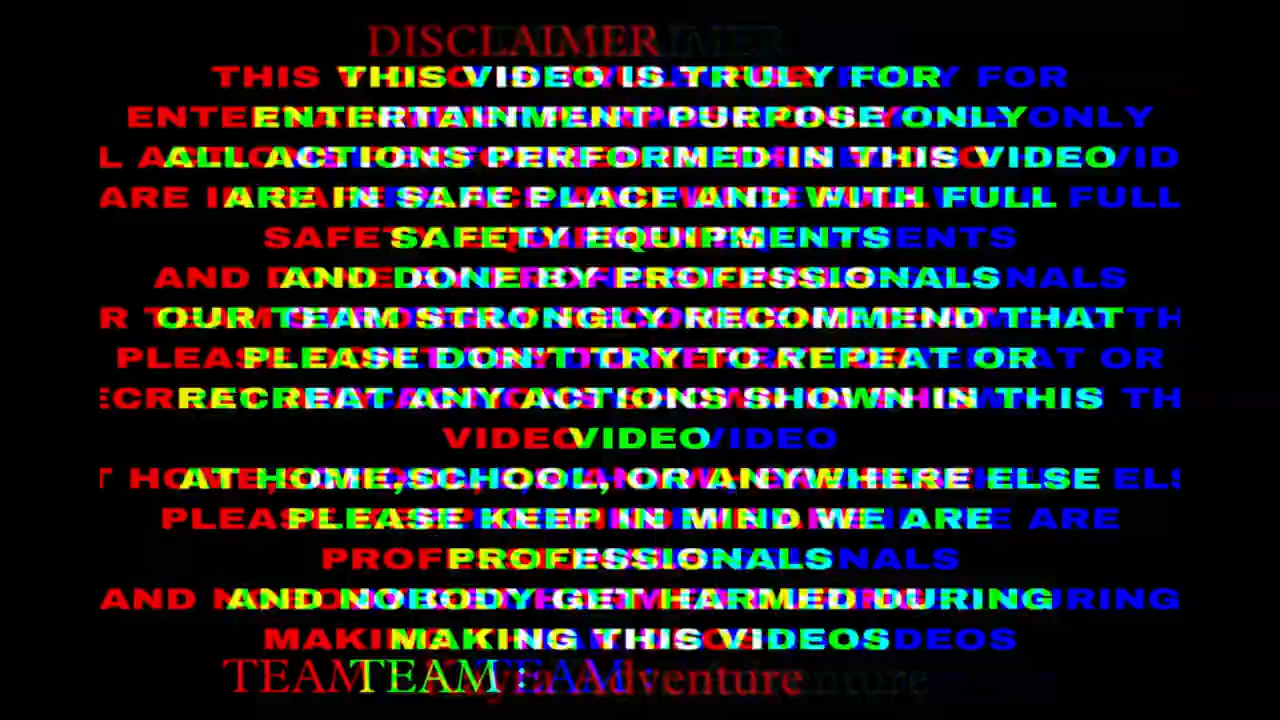 DISCLAIMER
THIS VIDEO IS TRULY FOR
ENTERTAINMENT PURPOSE ONLY
ALL ACTIONS PERFORMED IN THIS VIDEO
ARE IN SAFE PLACE AND WITH FULL
SAFETY EQUIPMENTS
AND DONE BY PROFESSIONALS
OUR TEAM STRONGLY RECOMMEND THAT
PLEASE DON'T TRY TO REPEAT OR
RECREAT ANY ACTIONS SHOWN IN THIS
VIDEO
AT HOME,SCHOOL, OR ANYWHERE ELSE
PLEASE KEEP IN MIND WE ARE
PROFESSIONALS
AND NOBODY GET HARMED DURING
MAKING THIS VIDEOS
TEAM : Adventure